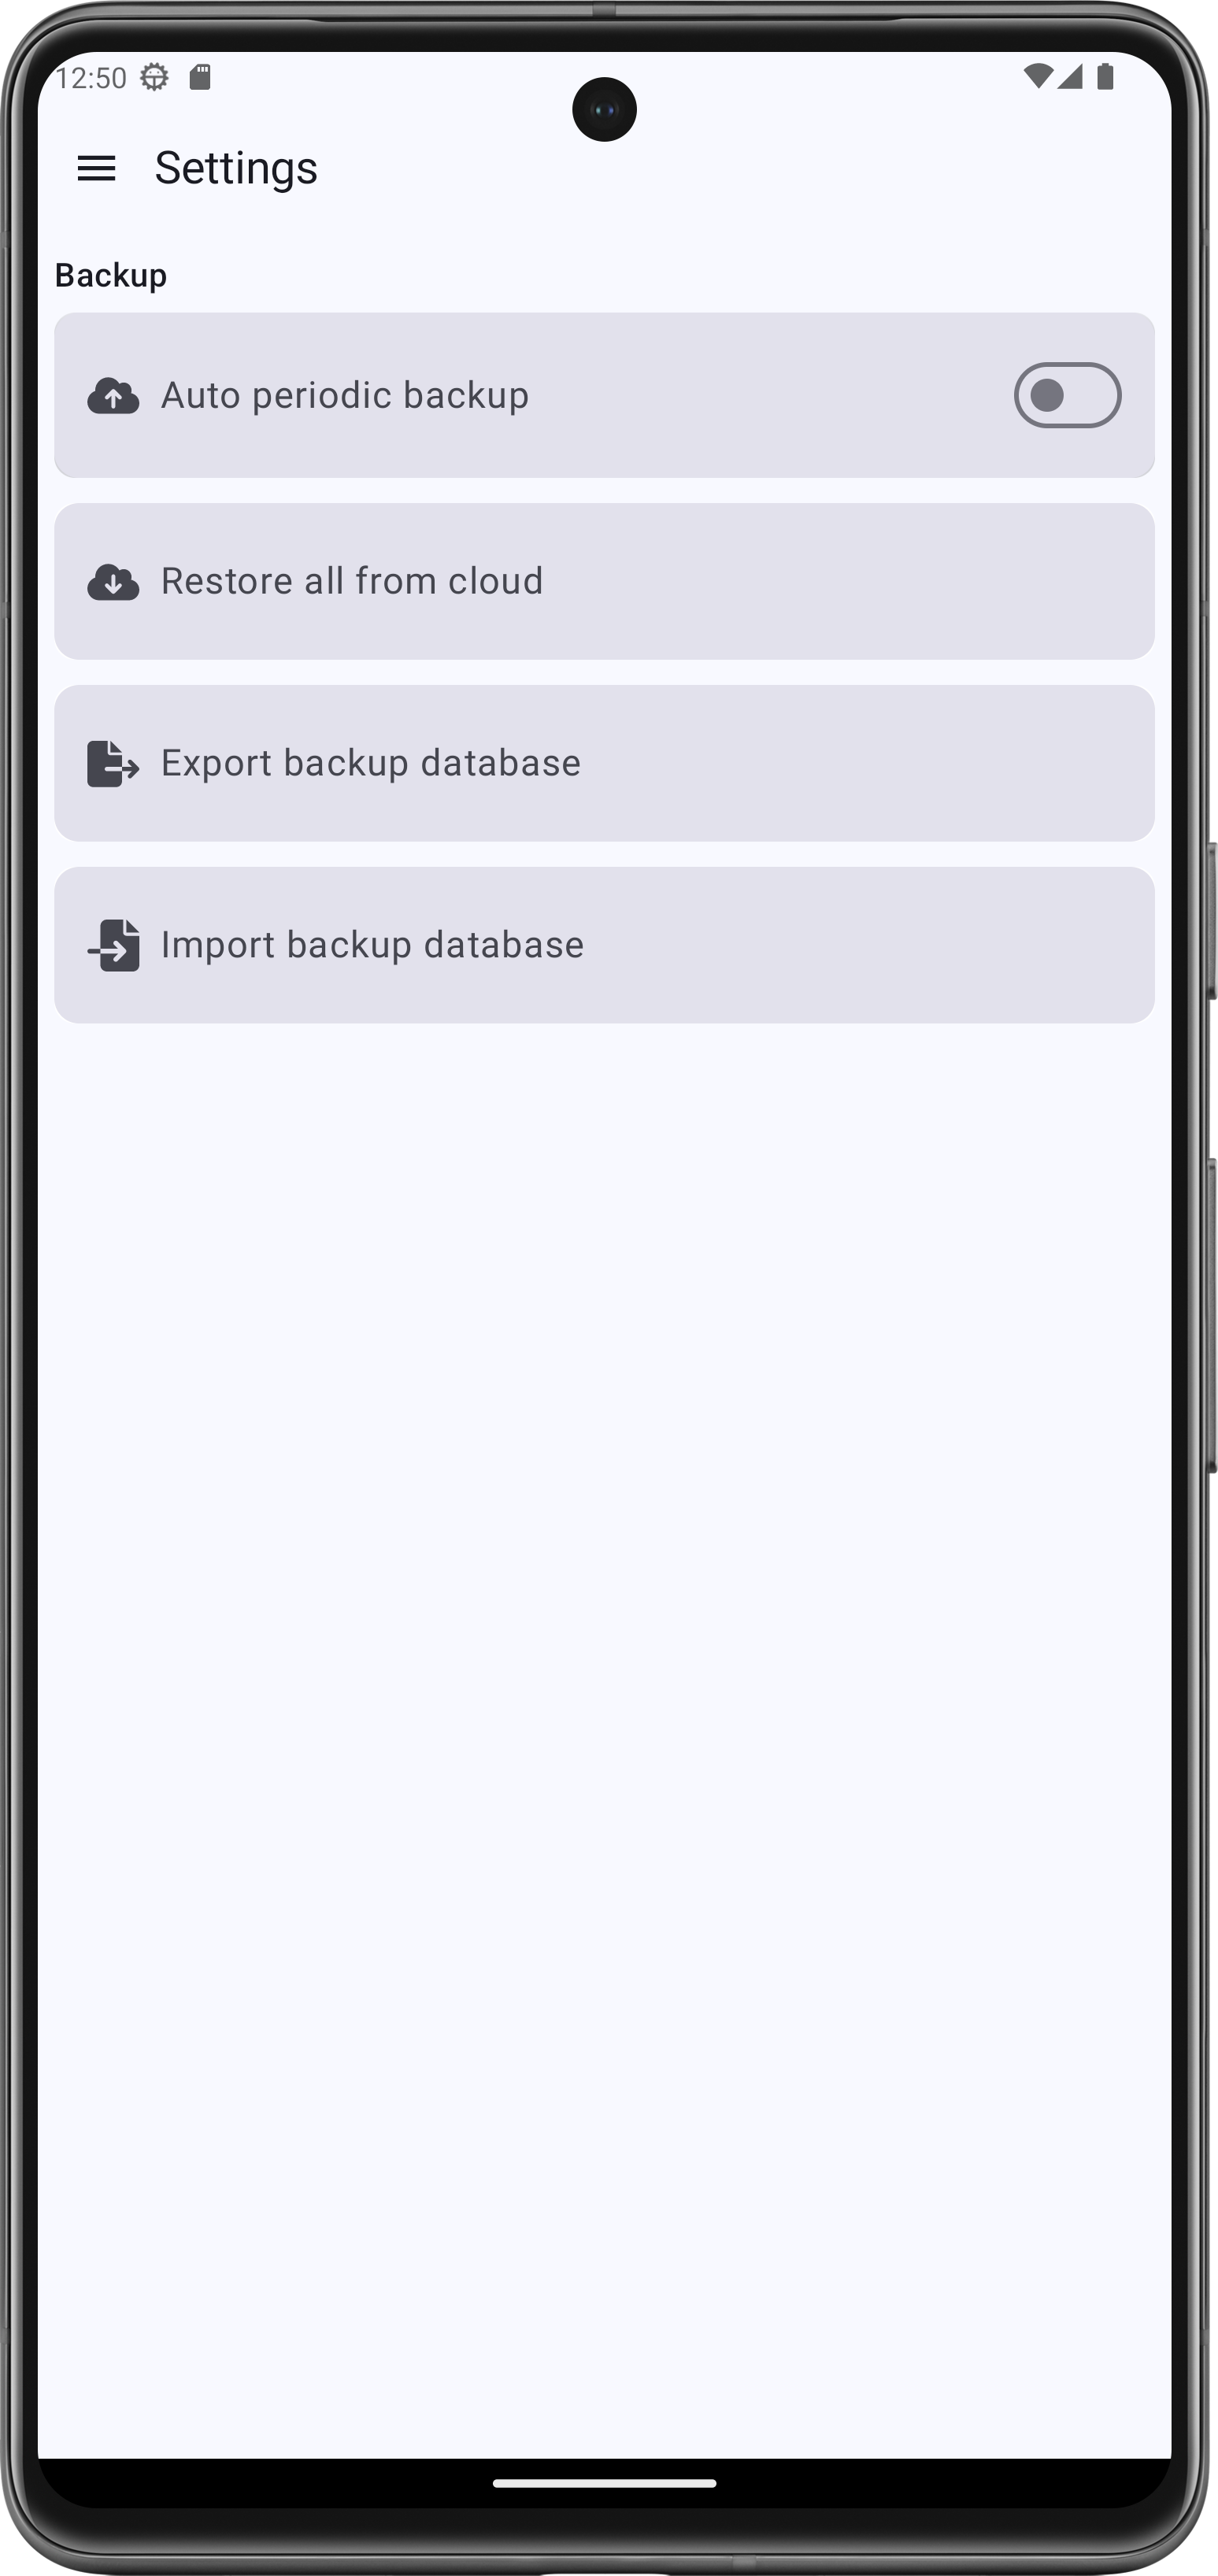 12:50
Settings
Backup
Auto periodic backup
Restore all from cloud
Export backup database
Import backup database